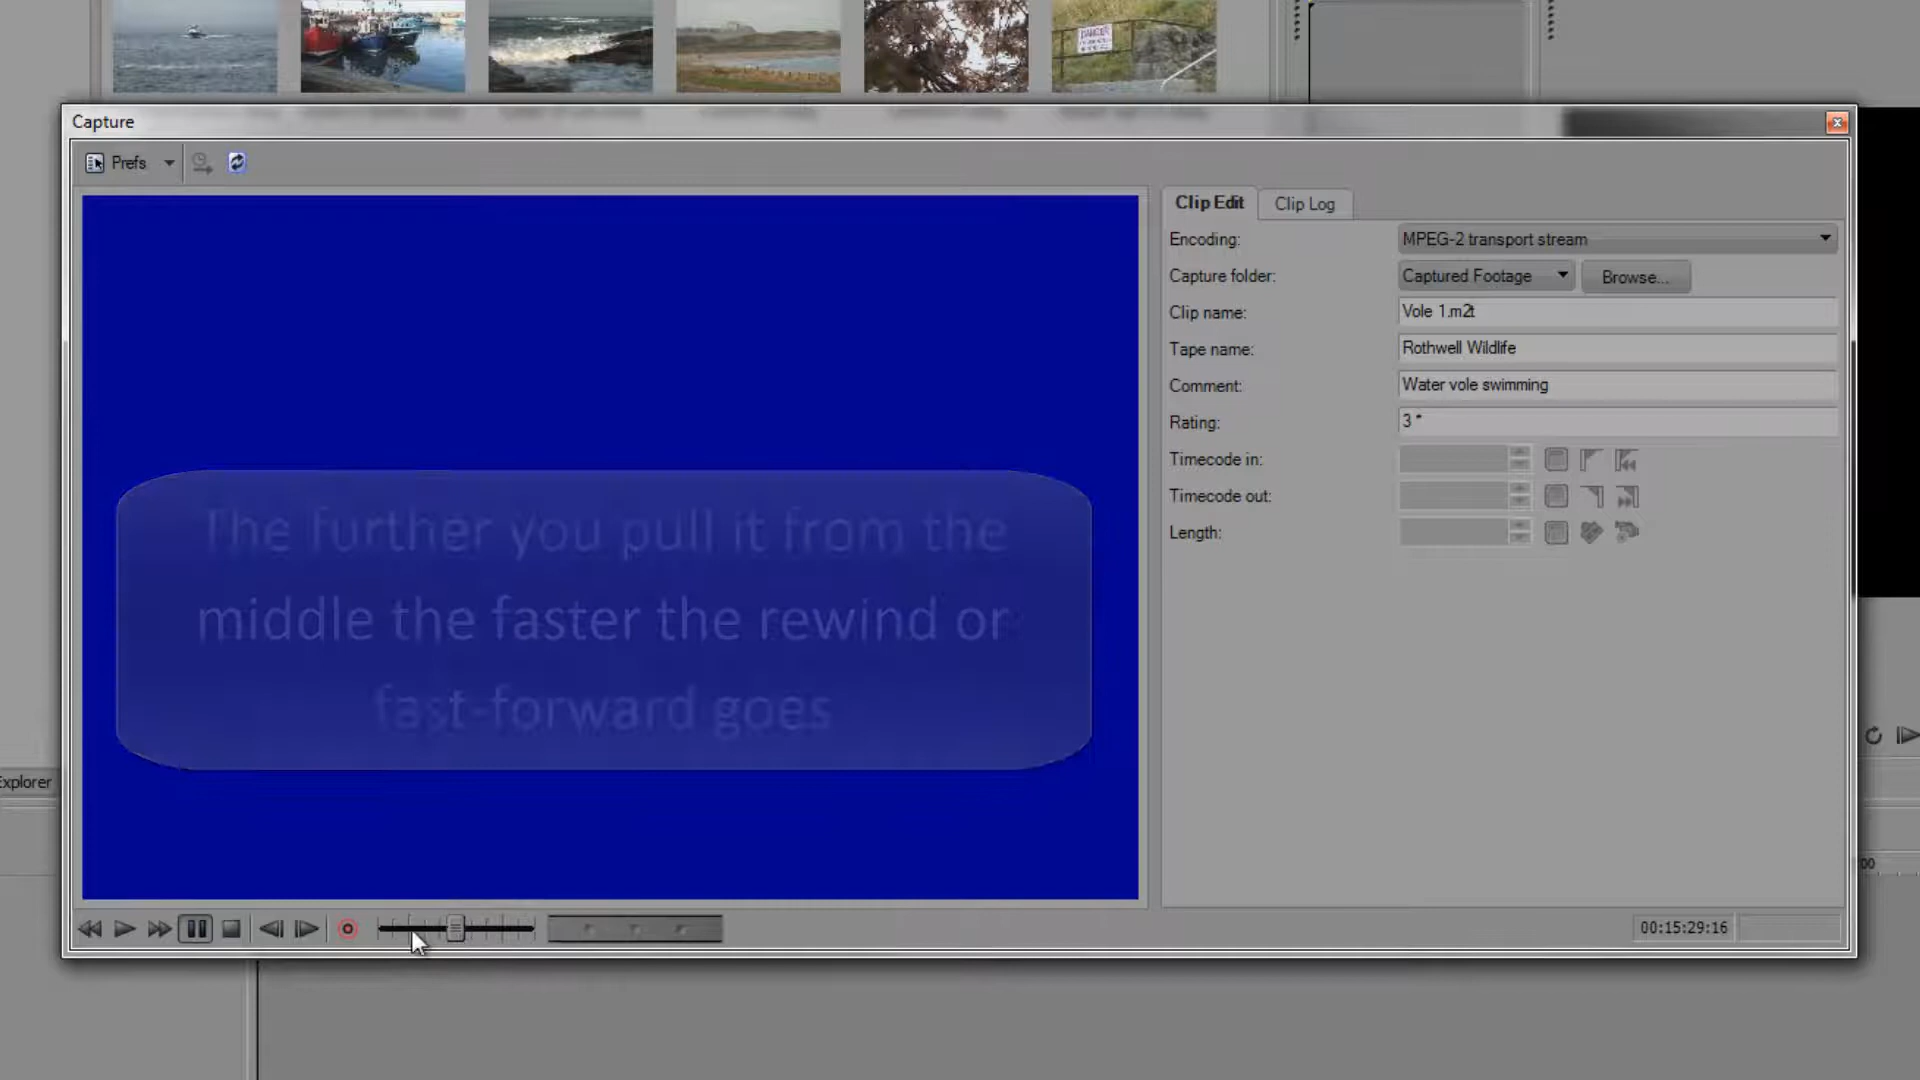 DANGER
Capture
Prefs
Clip Edit
Clip Log
Encoding:
MPEG-2 transport stream
Capture folder:
Captured Footage
Browse...
Clip name:
Vole 1.m2t
Tape name:
Rothwell Wildlife
Comment:
Water vole swimming
Rating:
3 *
Timecode in:
Timecode out:
Length:
The further you pull it from the
middle the faster the rewind or
fast-forward goes
Explorer
00
00:15:29:16